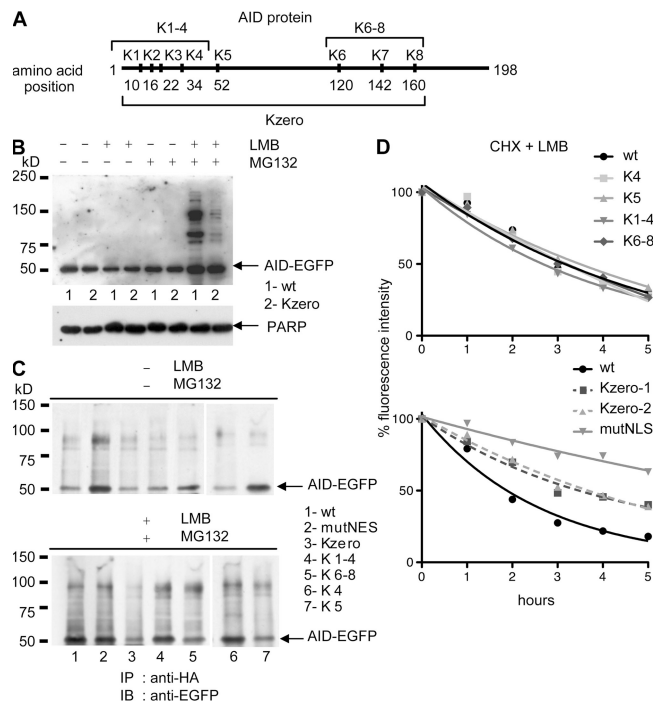 A
AID protein
K1-4
K6-8
K1 K2 K3 K4 K5 K6 K7 K8
amino acid position
1
198
10 16 22 34 52 120 142 160
Kzero
B
– – + + – – + + LMB
– – – – + + + + MG132
kD
250
150
75
50
AID-EGFP
1 2 1 2 1 2 1 2
1- wt
2- Kzero
PARP
C
– LMB
– MG132
kD
150
100
75
50
AID-EGFP
+ LMB
+ MG132
150
100
75
50
AID-EGFP
1 2 3 4 5 6 7
1- wt
2- mutNES
3- Kzero
4- K 1-4
5- K 6-8
6- K 4
7- K 5
IP : anti-HA
IB : anti-EGFP
D
CHX + LMB
wt
K4
K5
K1-4
K6-8
100
50
0
0 1 2 3 4 5
% fluorescence intensity
wt
Kzero-1
Kzero-2
mutNLS
100
50
0
0 1 2 3 4 5
hours